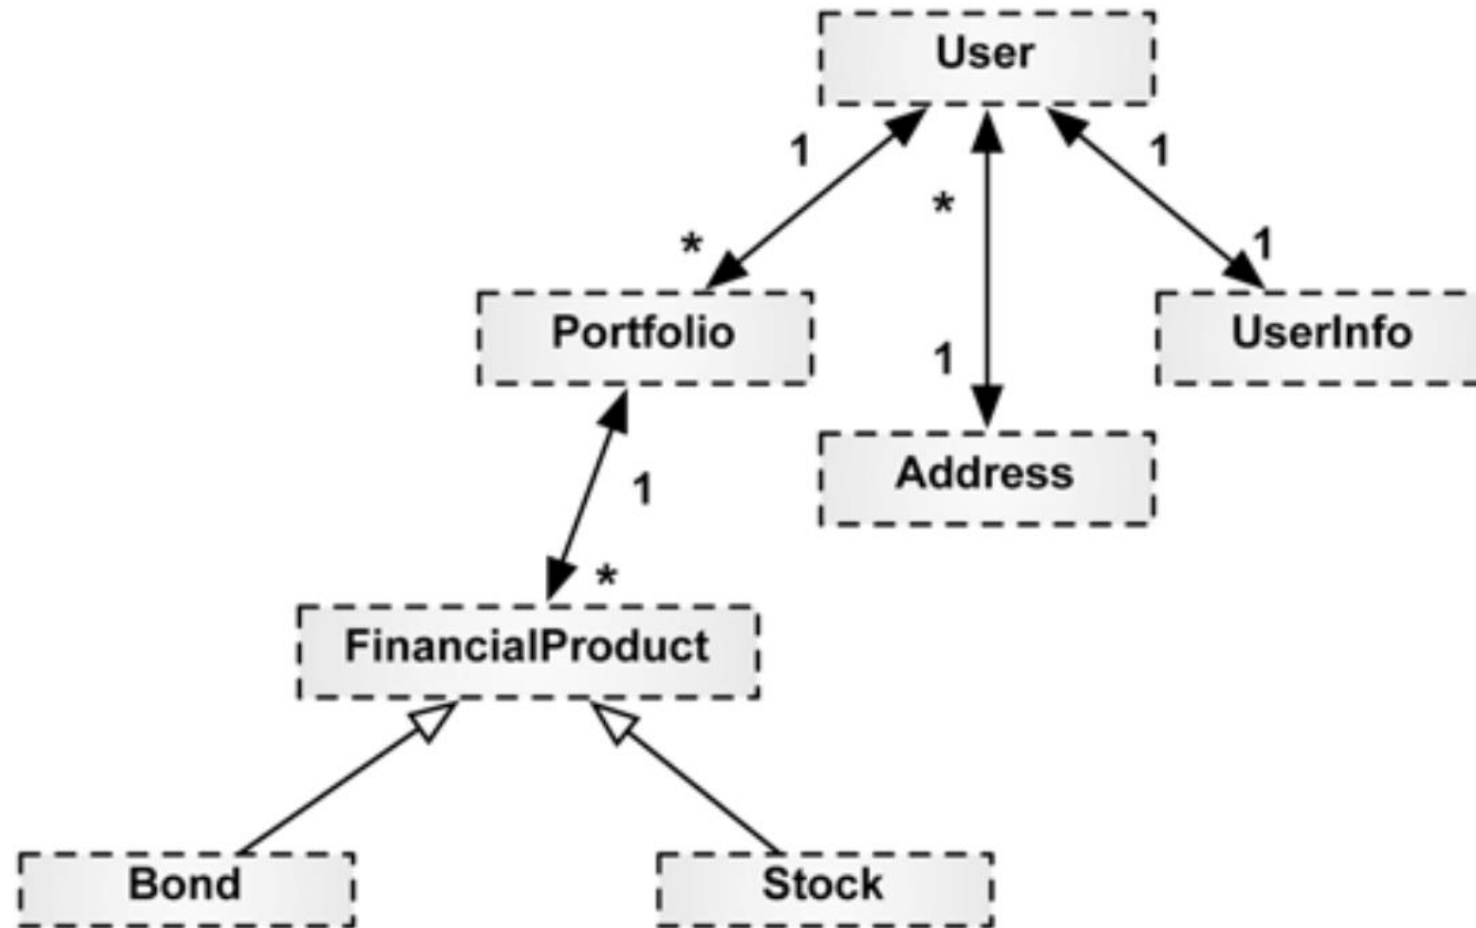 User
1
1
*
*
1
1
Portfolio
UserInfo
1
Address
*
FinancialProduct
Bond
Stock